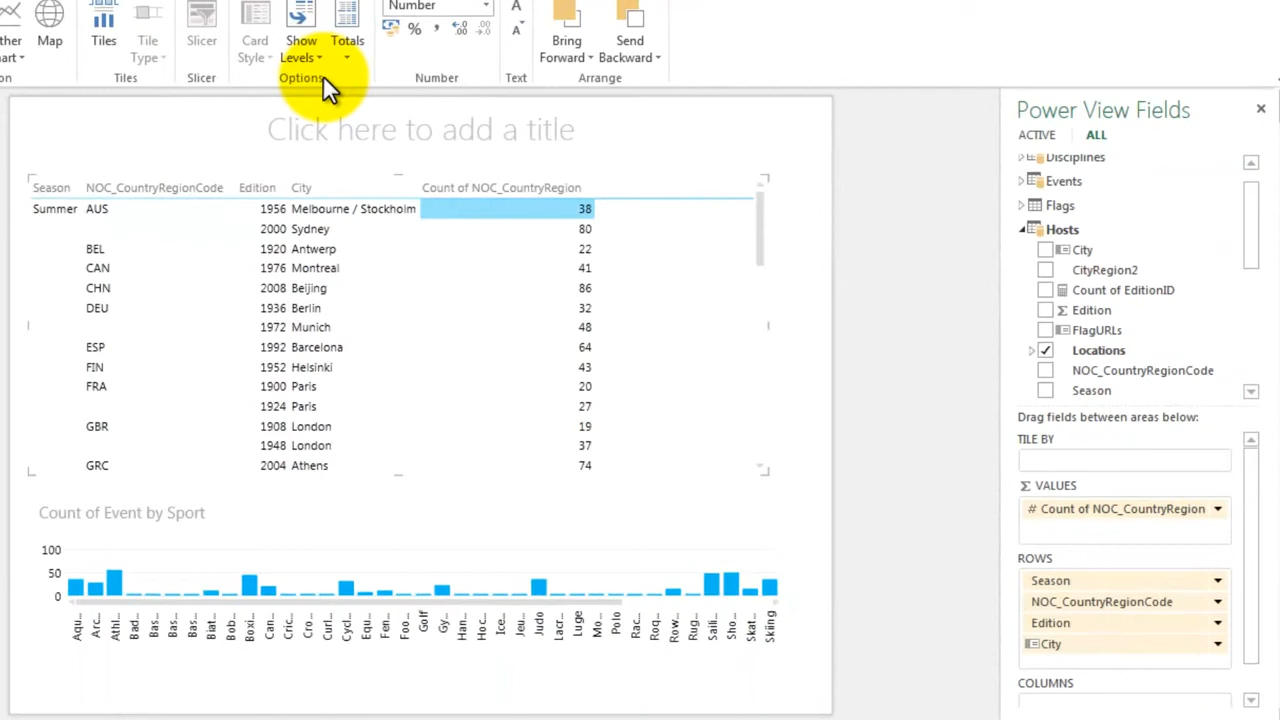 Number
ther Map Tiles Tile Slicer Card Show Totals Bring Send
art Type Style Levels Forward Backward
on Tiles Slicer Options Number Text Arrange
Click here to add a title
Season NOC_CountryRegionCode Edition City Count of NOC_CountryRegion
Summer AUS 1956 Melbourne / Stockholm 38
2000 Sydney 80
BEL 1920 Antwerp 22
CAN 1976 Montreal 41
CHN 2008 Beijing 86
DEU 1936 Berlin 32
1972 Munich 48
ESP 1992 Barcelona 64
FIN 1952 Helsinki 43
FRA 1900 Paris 20
1924 Paris 27
GBR 1908 London 19
1948 London 37
GRC 2004 Athens 74
Count of Event by Sport
100
50
0
Aqu... Arc... Athl... Bad... Bas... Bas... Bas... Biat... Bob... Boxi... Can... Cric... Cro... Curl... Cycl... Equ... Fen... Foo... Golf Gy... Han... Hoc... Ice... Jeu... Judo Lacr... Luge Mo... Polo Rac... Roq... Row... Rug... Saili... Sho... Skat... Skiing
Power View Fields
ACTIVE ALL
Disciplines
Events
Flags
Hosts
City
CityRegion2
Count of EditionID
Edition
FlagURLs
Locations
NOC_CountryRegionCode
Season
Drag fields between areas below:
TILE BY
Σ VALUES
# Count of NOC_CountryRegion
ROWS
Season
NOC_CountryRegionCode
Edition
City
COLUMNS